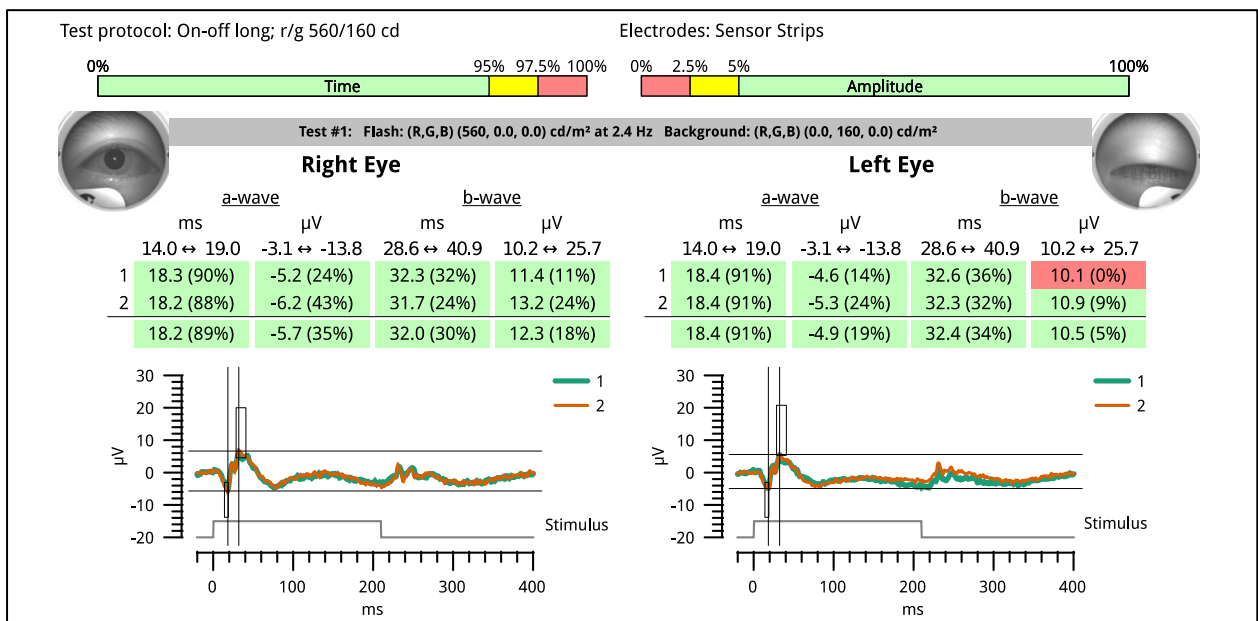 Test protocol: On-off long; r/g 560/160 cd Electrodes: Sensor Strips
0% 95% 97.5% 100% 0% 2.5% 5% 100%
Time Amplitude
Test #1: Flash: (R,G,B) (560, 0.0, 0.0) cd/m² at 2.4 Hz Background: (R,G,B) (0.0, 160, 0.0) cd/m²
Right Eye
a-wave b-wave
ms µV ms µV
14.0 ↔ 19.0 -3.1 ↔ -13.8 28.6 ↔ 40.9 10.2 ↔ 25.7
1 18.3 (90%) -5.2 (24%) 32.3 (32%) 11.4 (11%)
2 18.2 (88%) -6.2 (43%) 31.7 (24%) 13.2 (24%)
18.2 (89%) -5.7 (35%) 32.0 (30%) 12.3 (18%)
30
20
10
0
-10
-20
µV
1
2
Stimulus
0 100 200 300 400
ms
Left Eye
a-wave b-wave
ms µV ms µV
14.0 ↔ 19.0 -3.1 ↔ -13.8 28.6 ↔ 40.9 10.2 ↔ 25.7
1 18.4 (91%) -4.6 (14%) 32.6 (36%) 10.1 (0%)
2 18.4 (91%) -5.3 (24%) 32.3 (32%) 10.9 (9%)
18.4 (91%) -4.9 (19%) 32.4 (34%) 10.5 (5%)
30
20
10
0
-10
-20
µV
1
2
Stimulus
0 100 200 300 400
ms